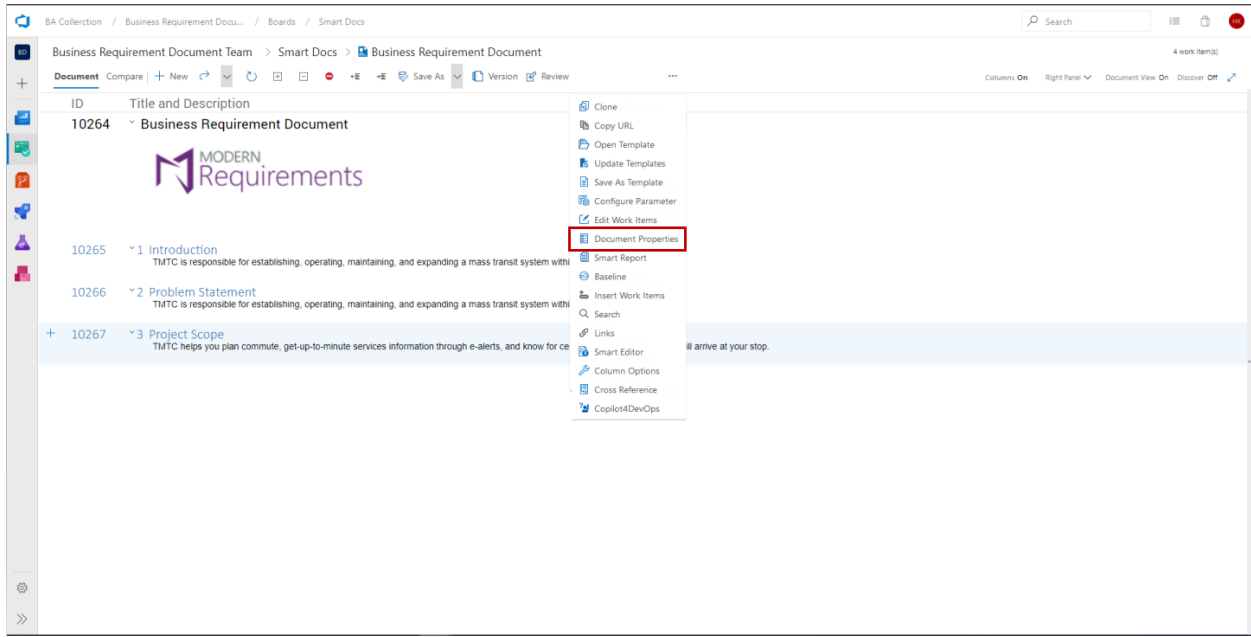 BA Collerction / Business Requirement Docu... / Boards / Smart Docs
Search
HK
BD
Business Requirement Document Team > Smart Docs > Business Requirement Document
4 work item(s)
Document Compare New Save As Version Review ...
Columns On Right Panel Document View On Discover Off
ID Title and Description
10264 Business Requirement Document
MODERN
Requirements
10265 1 Introduction
TMTC is responsible for establishing, operating, maintaining, and expanding a mass transit system withi
10266 2 Problem Statement
TMTC is responsible for establishing, operating, maintaining, and expanding a mass transit system withi
10267 3 Project Scope
TMTC helps you plan commute, get-up-to-minute services information through e-alerts, and know for ce
ill arrive at your stop.
Clone
Copy URL
Open Template
Update Templates
Save As Template
Configure Parameter
Edit Work Items
Document Properties
Smart Report
Baseline
Insert Work Items
Search
Links
Smart Editor
Column Options
Cross Reference
Copilot4DevOps